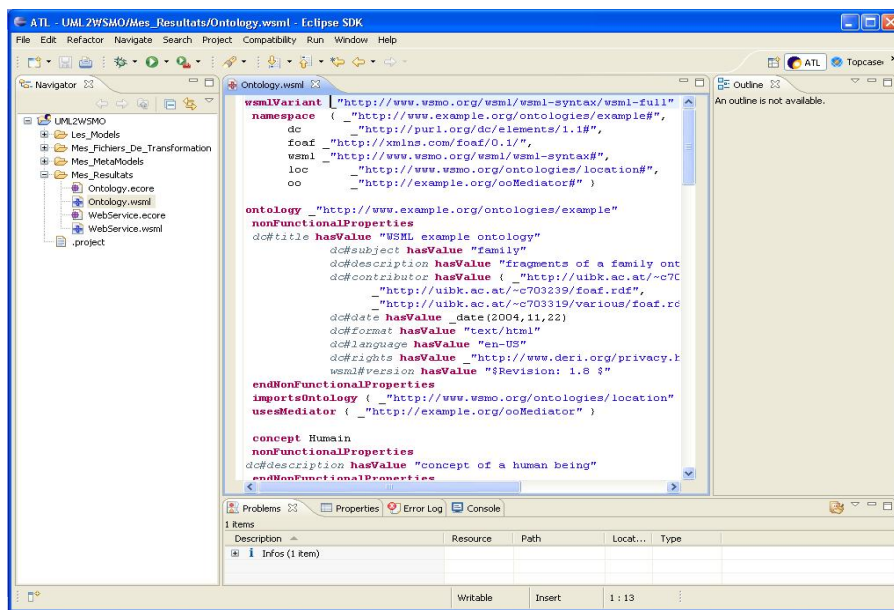 ATL - UML2WSMO/Mes_Resultats/Ontology.wsml - Eclipse SDK
File Edit Refactor Navigate Search Project Compatibility Run Window Help
ATL Topcase
Navigator
UML2WSMO
Les_Models
Mes_Fichiers_De_Transformation
Mes_MetaModels
Mes_Resultats
Ontology.ecore
Ontology.wsml
WebService.ecore
WebService.wsml
.project
Ontology.wsml
wsmlVariant _"http://www.wsmo.org/wsml/wsml-syntax/wsml-full"
namespace { _"http://www.example.org/ontologies/example#",
dc _"http://purl.org/dc/elements/1.1#",
foaf _"http://xmlns.com/foaf/0.1/",
wsml _"http://www.wsmo.org/wsml/wsml-syntax#",
loc _"http://www.wsmo.org/ontologies/location#",
oo _"http://example.org/ooMediator#" }
ontology _"http://www.example.org/ontologies/example"
nonFunctionalProperties
dc#title hasValue "WSML example ontology"
dc#subject hasValue "family"
dc#description hasValue "fragments of a family ont
dc#contributor hasValue { _"http://uibk.ac.at/~c70
_"http://uibk.ac.at/~c703239/foaf.rdf",
_"http://uibk.ac.at/~c703319/various/foaf.rd
dc#date hasValue _date(2004,11,22)
dc#format hasValue "text/html"
dc#language hasValue "en-US"
dc#rights hasValue _"http://www.deri.org/privacy.h
wsml#version hasValue "$Revision: 1.8 $"
endNonFunctionalProperties
importsOntology { _"http://www.wsmo.org/ontologies/location"
usesMediator { _"http://example.org/ooMediator" }
concept Humain
nonFunctionalProperties
dc#description hasValue "concept of a human being"
endNonFunctionalProperties
Outline
An outline is not available.
Problems Properties Error Log Console
1 items
Description Resource Path Locat... Type
Infos (1 item)
Writable Insert 1 : 13